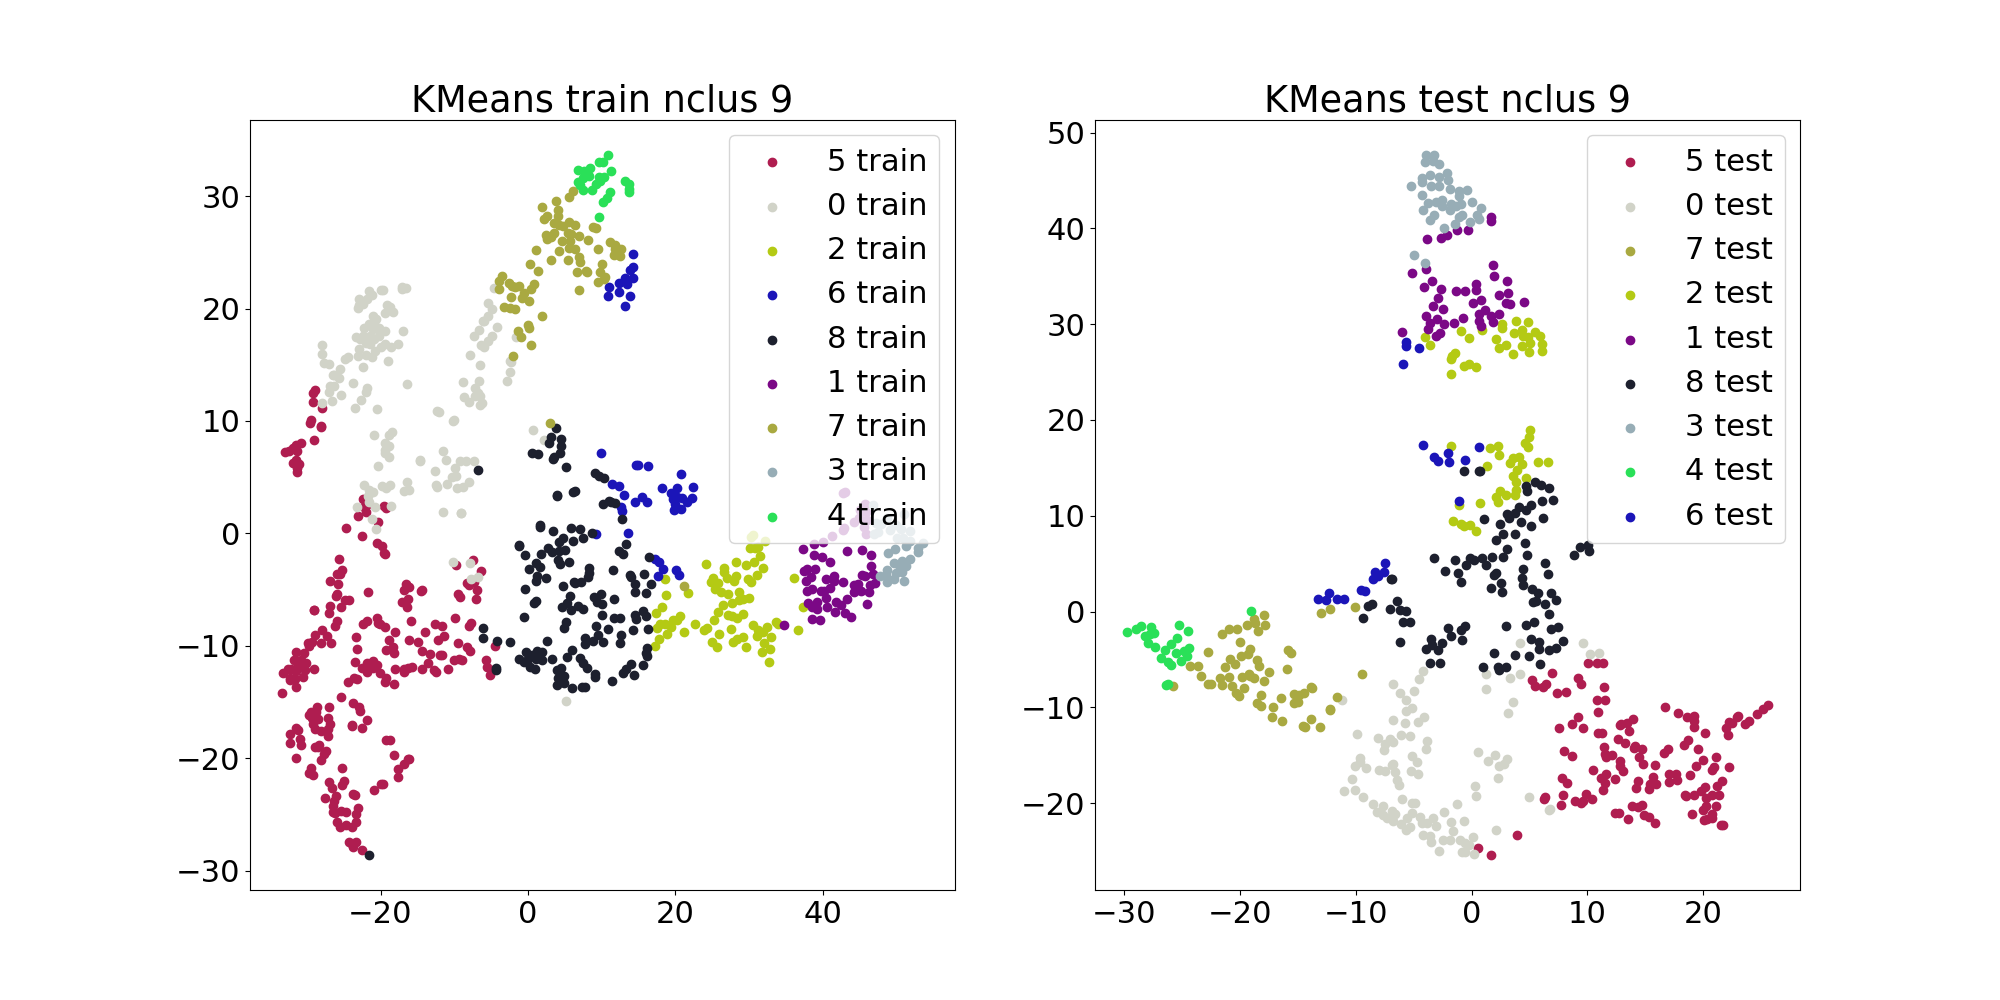 KMeans train nclus 9
30
20
10
0
−10
−20
−30
−20
0
20
40
5 train
0 train
2 train
6 train
8 train
1 train
7 train
3 train
4 train
KMeans test nclus 9
50
40
30
20
10
0
−10
−20
−30
−20
−10
0
10
20
5 test
0 test
7 test
2 test
1 test
8 test
3 test
4 test
6 test